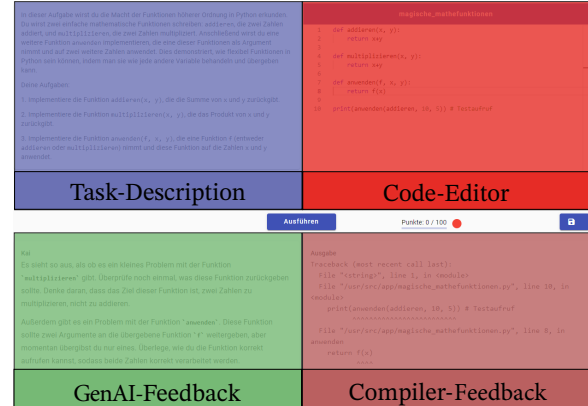 In dieser Aufgabe wirst du die Macht der Funktionen höherer Ordnung in Python erkunden.
Du wirst zwei einfache mathematische Funktionen schreiben: addieren, die zwei Zahlen
addiert, und multiplizieren, die zwei Zahlen multipliziert. Anschließend wirst du eine
weitere Funktion anwenden implementieren, die eine dieser Funktionen als Argument
nimmt und auf zwei weitere Zahlen anwendet. Dies demonstriert, wie flexibel Funktionen in
Python sein können, indem man sie wie jede andere Variable behandeln und übergeben
kann.
Deine Aufgaben:
1. Implementiere die Funktion addieren(x, y), die die Summe von x und y zurückgibt.
2. Implementiere die Funktion multiplizieren(x, y), die das Produkt von x und y
zurückgibt.
3. Implementiere die Funktion anwenden(f, x, y), die eine Funktion f (entweder
addieren oder multiplizieren) nimmt und diese Funktion auf die Zahlen x und y
anwendet.
Task-Description
magische_mathefunktionen
1 def addieren(x, y):
2 return x+y
3
4 def multiplizieren(x, y):
5 return x+y
6
7 def anwenden(f, x, y):
8 return f(x)
9
10 print(anwenden(addieren, 10, 5)) # Testaufruf
Code-Editor
Ausführen
Punkte: 0 / 100
Kai
Es sieht so aus, als ob es ein kleines Problem mit der Funktion
'multiplizieren' gibt. Überprüfe noch einmal, was diese Funktion zurückgeben
sollte. Denke daran, dass das Ziel dieser Funktion ist, zwei Zahlen zu
multiplizieren, nicht zu addieren.
Außerdem gibt es ein Problem mit der Funktion 'anwenden'. Diese Funktion
sollte zwei Argumente an die übergebene Funktion 'f' weitergeben, aber
momentan übergibst du nur eines. Überlege, wie du die Funktion korrekt
aufrufen kannst, sodass beide Zahlen korrekt verarbeitet werden.
GenAI-Feedback
Ausgabe
Traceback (most recent call last):
File "<string>", line 1, in <module>
File "/usr/src/app/magische_mathefunktionen.py", line 10, in
<module>
print(anwenden(addieren, 10, 5)) # Testaufruf
^^^^^^^^^^^^^^^^^^^^^^^^^
File "/usr/src/app/magische_mathefunktionen.py", line 8, in
anwenden
return f(x)
^^^^
Compiler-Feedback